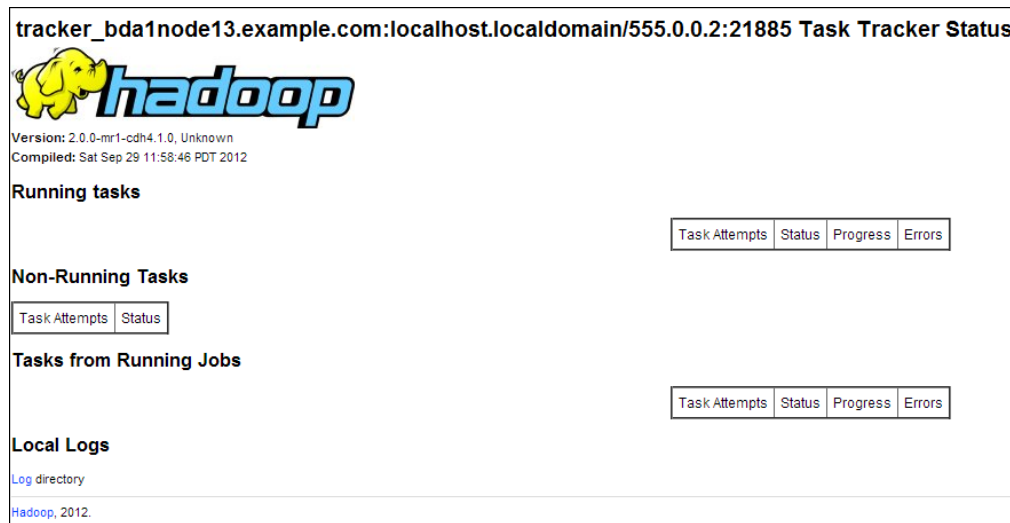 tracker_bda1node13.example.com:localhost.localdomain/555.0.0.2:21885 Task Tracker Status
hadoop
Version: 2.0.0-mr1-cdh4.1.0, Unknown
Compiled: Sat Sep 29 11:58:46 PDT 2012
Running tasks
Task Attempts Status Progress Errors
Non-Running Tasks
Task Attempts Status
Tasks from Running Jobs
Task Attempts Status Progress Errors
Local Logs
Log directory
Hadoop, 2012.